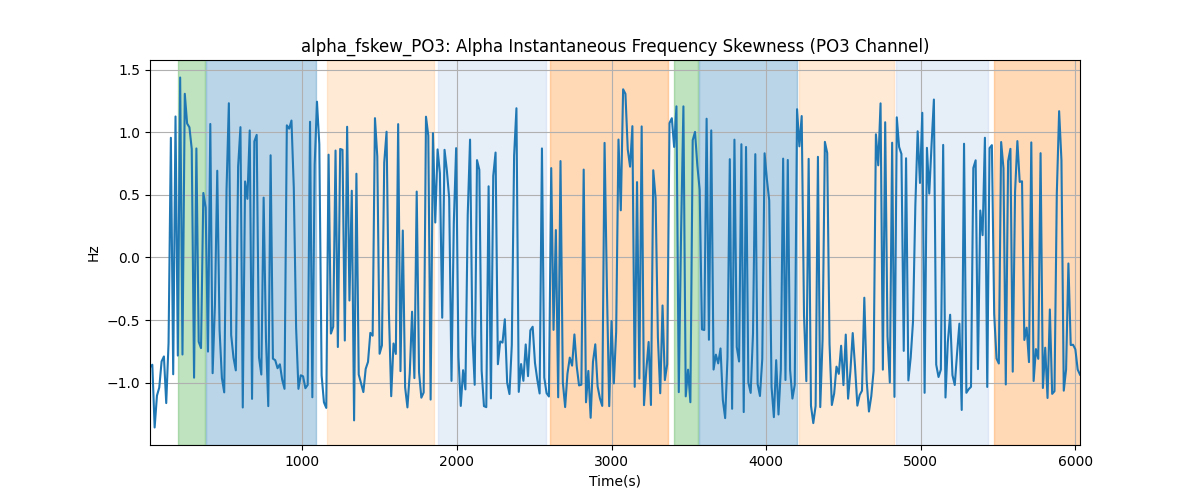 alpha_fskew_PO3: Alpha Instantaneous Frequency Skewness (PO3 Channel)
1.5
1.0
0.5
0.0
−0.5
−1.0
Hz
1000 2000 3000 4000 5000 6000
Time(s)